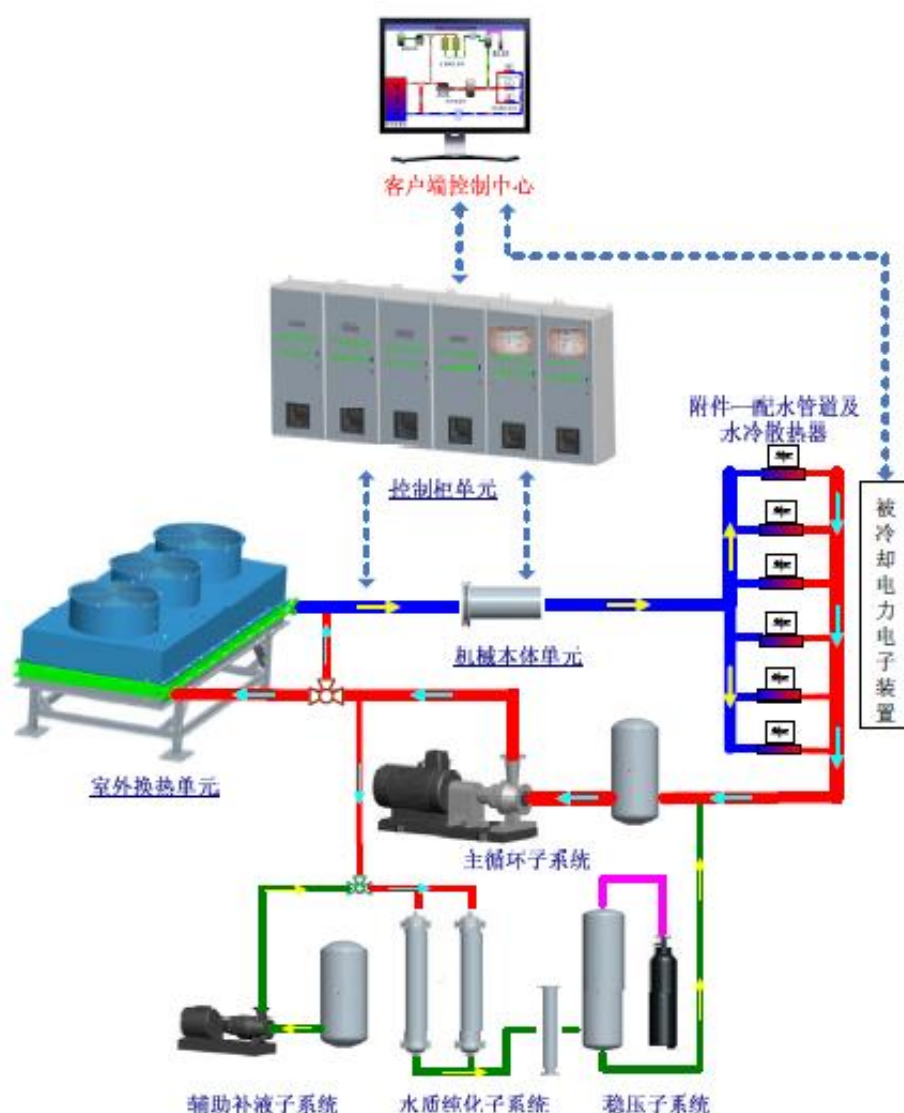 客户端控制中心
附件—配水管道及
水冷散热器
控制柜单元
被冷却电力电子装置
机械本体单元
室外换热单元
主循环子系统
辅助补液子系统
水质纯化子系统
稳压子系统